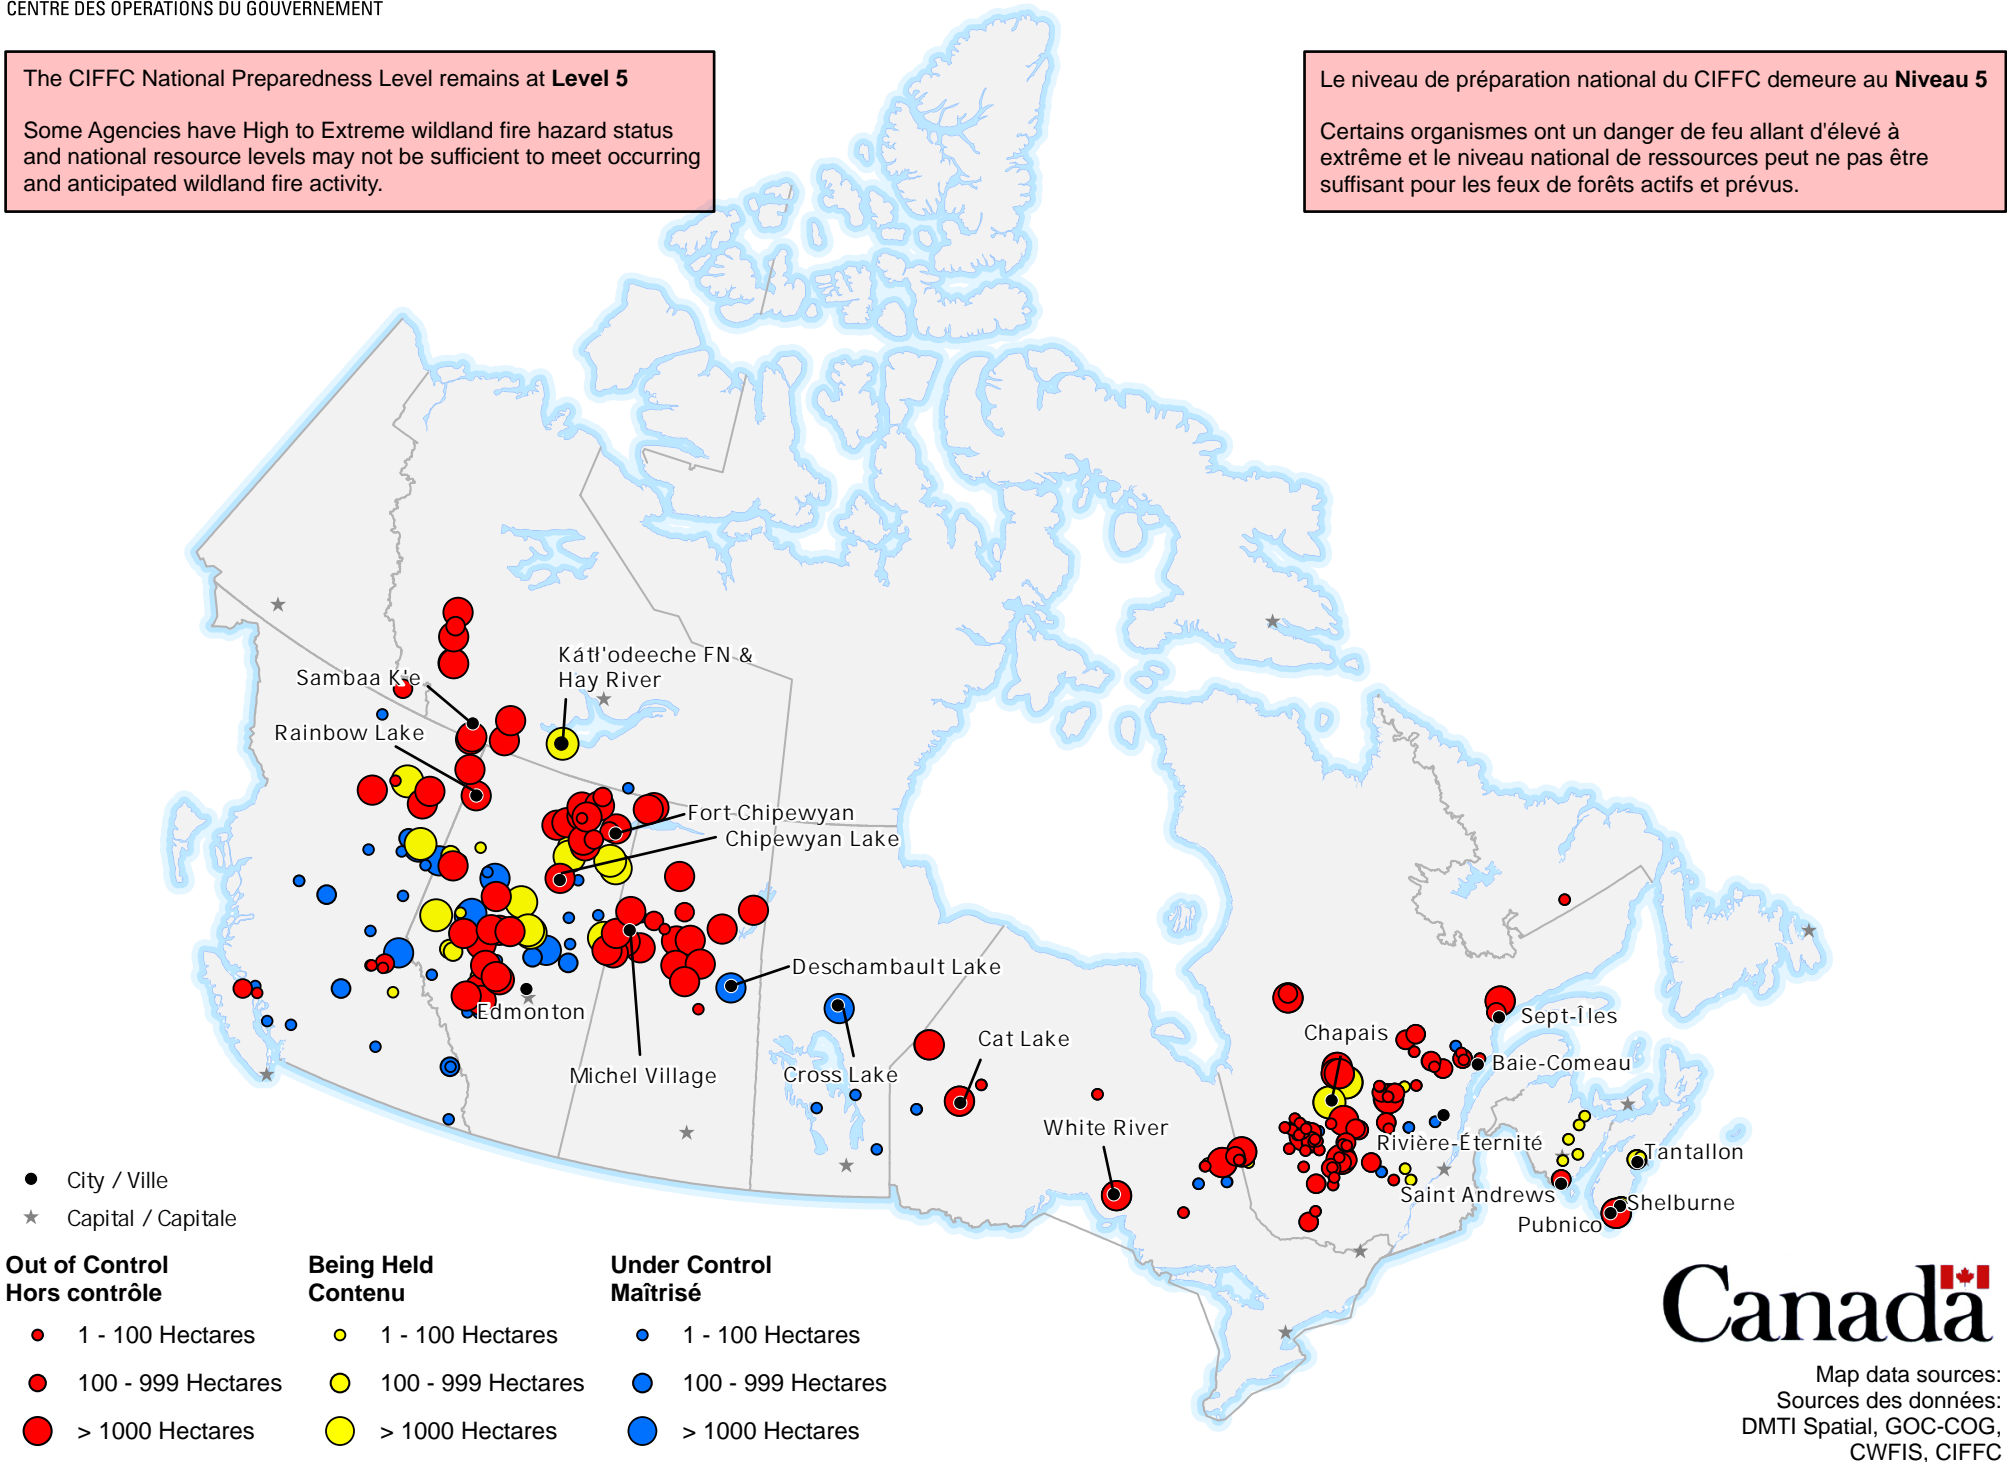 CENTRE DES OPÉRATIONS DU GOUVERNEMENT
The CIFFC National Preparedness Level remains at Level 5
Some Agencies have High to Extreme wildland fire hazard status
and national resource levels may not be sufficient to meet occurring
and anticipated wildland fire activity.
Le niveau de préparation national du CIFFC demeure au Niveau 5
Certains organismes ont un danger de feu allant d'élevé à
extrême et le niveau national de ressources peut ne pas être
suffisant pour les feux de forêts actifs et prévus.
Kátł'odeeche FN &
Hay River
Sambaa K'e
Rainbow Lake
Fort Chipewyan
Chipewyan Lake
Deschambault Lake
Edmonton
Michel Village
Cross Lake
Cat Lake
White River
Chapais
Sept-Îles
Baie-Comeau
Rivière-Éternité
Tantallon
Saint Andrews
Shelburne
Pubnico
City / Ville
Capital / Capitale
Out of Control
Hors contrôle
1 - 100 Hectares
100 - 999 Hectares
> 1000 Hectares
Being Held
Contenu
1 - 100 Hectares
100 - 999 Hectares
> 1000 Hectares
Under Control
Maîtrisé
1 - 100 Hectares
100 - 999 Hectares
> 1000 Hectares
Canada
Map data sources:
Sources des données:
DMTI Spatial, GOC-COG,
CWFIS, CIFFC